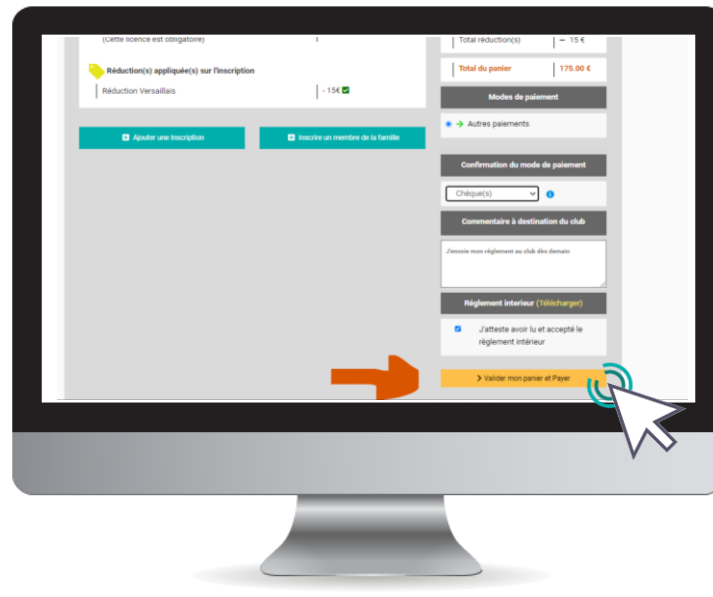 (Cette licence est obligatoire)
Réduction(s) appliquée(s) sur l'inscription
Réduction Versaillais
- 15€
Ajouter une inscription
Inscrire un membre de la famille
Total réduction(s)
− 15 €
Total du panier
175.00 €
Modes de paiement
Autres paiements
Confirmation du mode de paiement
Chèque(s)
Commentaire à destination du club
J'envoie mon règlement au club dès demain
Réglement interieur (Télécharger)
J'atteste avoir lu et accepté le
règlement intérieur
Valider mon panier et Payer